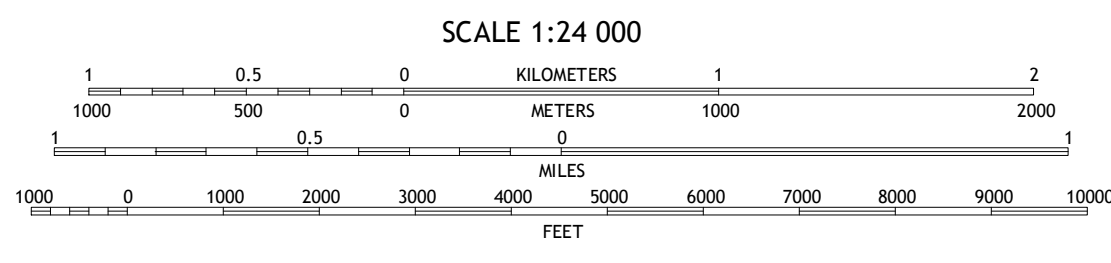 SCALE 1:24 000
1 0.5 0 KILOMETERS 1 2
1000 500 0 METERS 1000 2000
1 0.5 0 1
MILES
1000 0 1000 2000 3000 4000 5000 6000 7000 8000 9000 10000
FEET